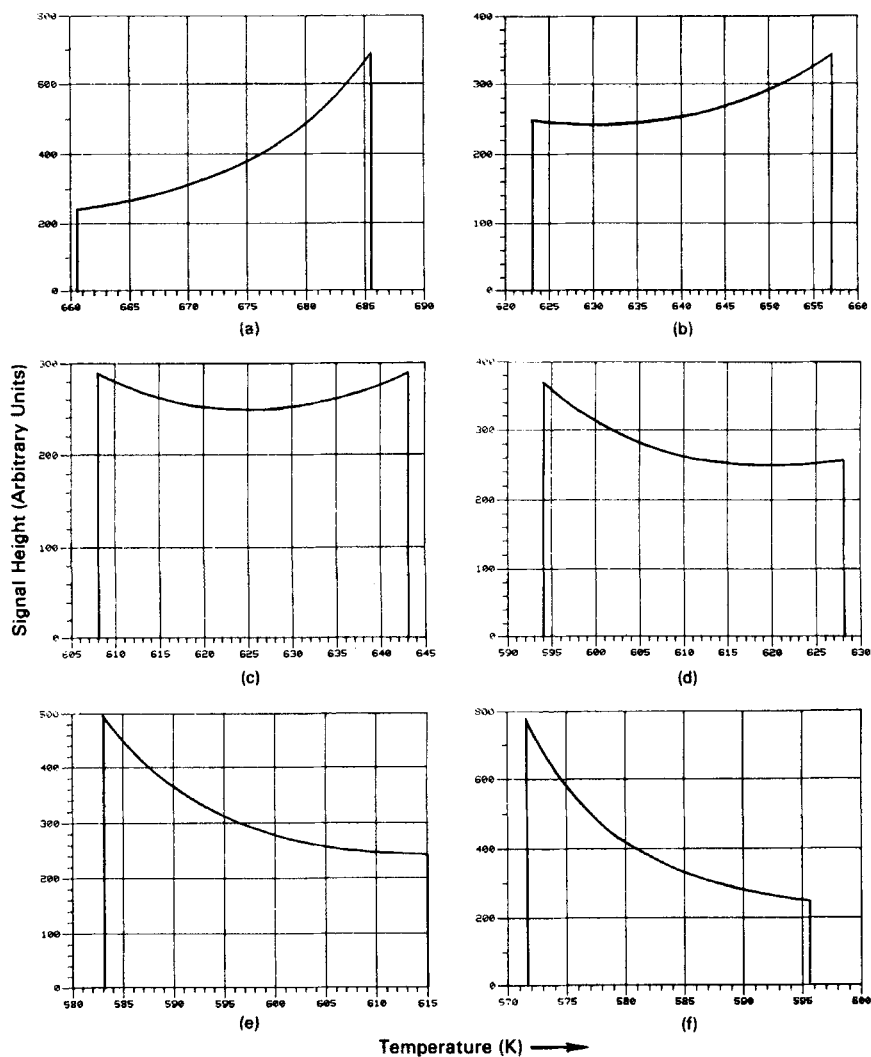 800
600
400
200
0
660 665 670 675 680 685 690
(a)
400
300
200
100
0
620 625 630 635 640 645 650 655 660
(b)
300
200
100
0
605 610 615 620 625 630 635 640 645
(c)
400
300
200
100
0
590 595 600 605 610 615 620 625 630
(d)
500
400
300
200
100
0
580 585 590 595 600 605 610 615
(e)
800
600
400
200
0
570 575 580 585 590 595 600
(f)
Signal Height (Arbitrary Units)
Temperature (K)